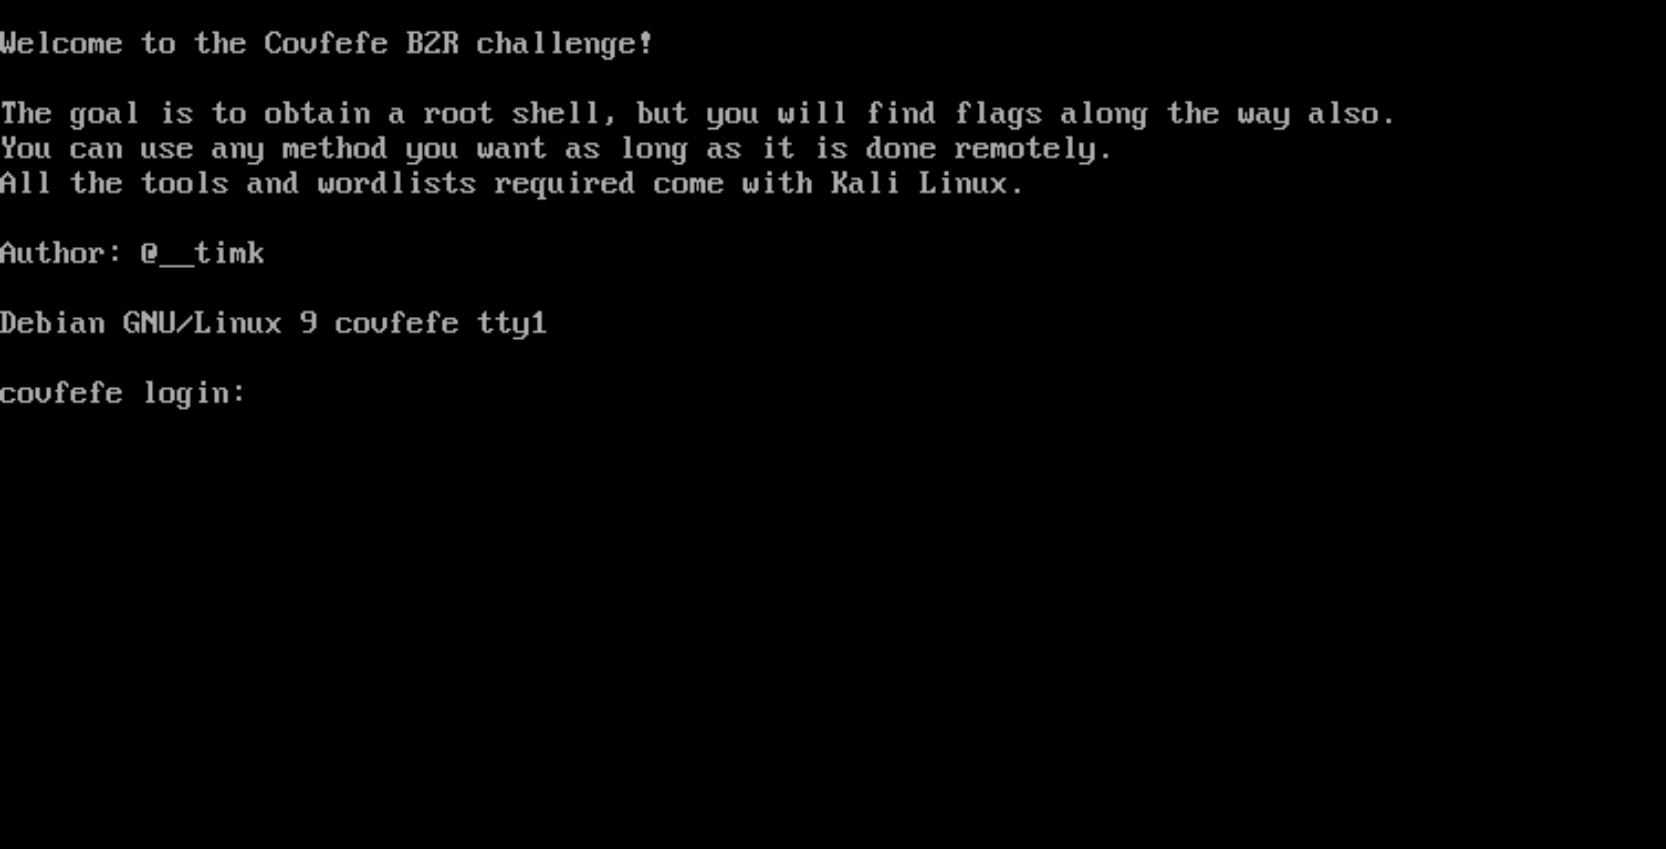 Welcome to the Covfefe B2R challenge!
The goal is to obtain a root shell, but you will find flags along the way also.
You can use any method you want as long as it is done remotely.
All the tools and wordlists required come with Kali Linux.
Author: @__timk
Debian GNU/Linux 9 covfefe tty1
covfefe login: